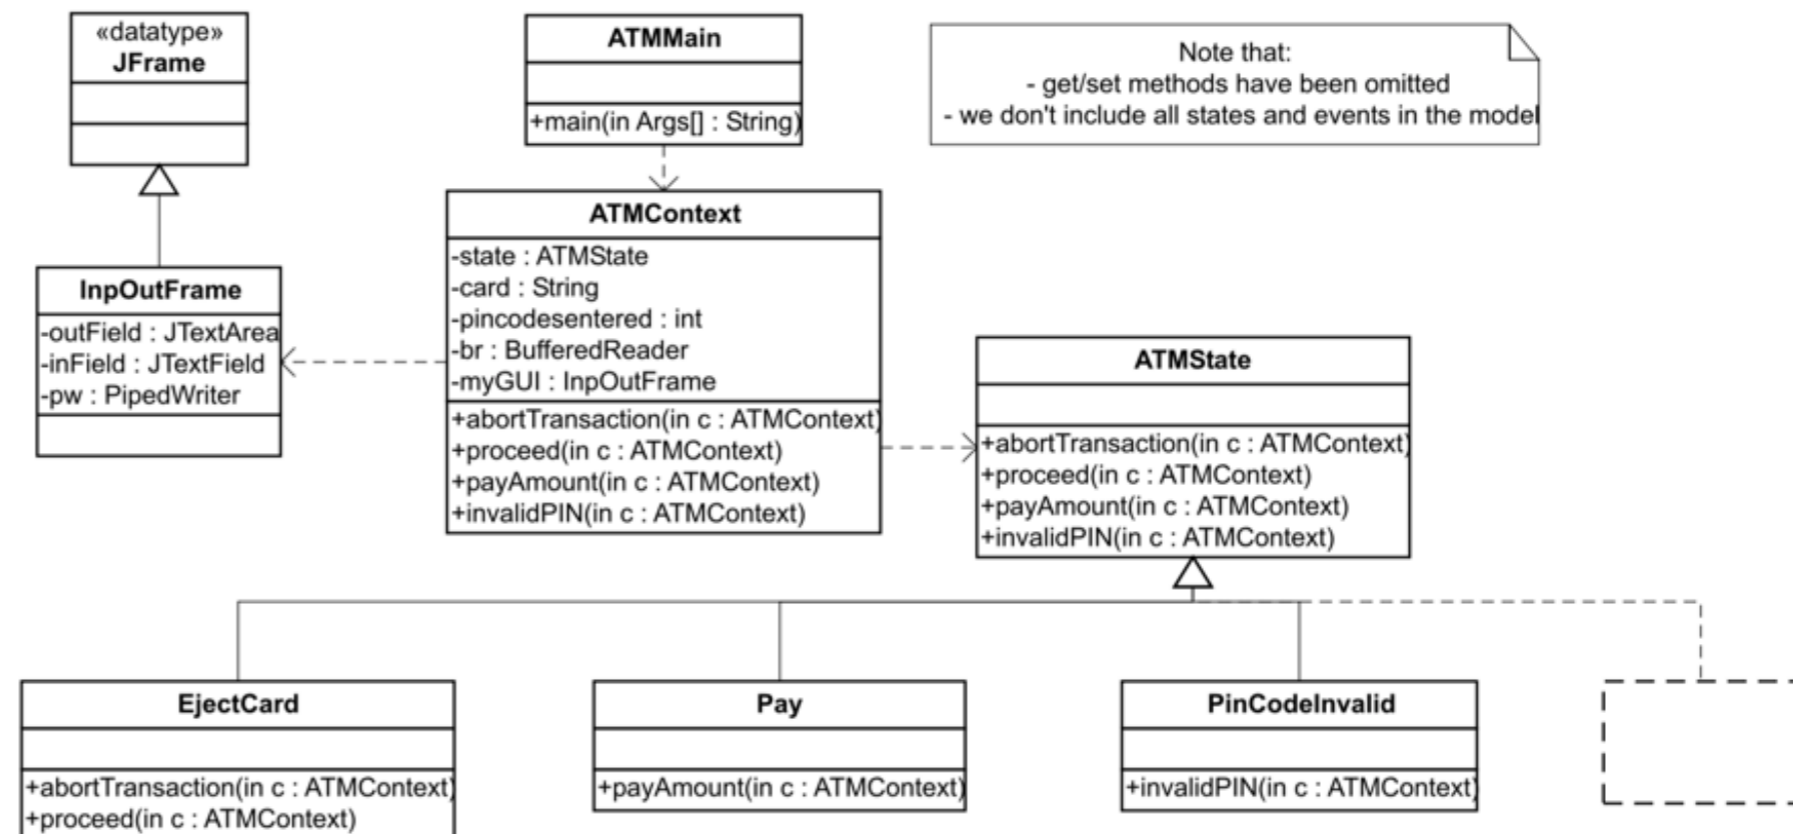 «datatype»
JFrame
ATMMain
+main(in Args[] : String)
Note that:
- get/set methods have been omitted
- we don't include all states and events in the model
ATMContext
-state : ATMState
-card : String
-pincodesentered : int
-br : BufferedReader
-myGUI : InpOutFrame
+abortTransaction(in c : ATMContext)
+proceed(in c : ATMContext)
+payAmount(in c : ATMContext)
+invalidPIN(in c : ATMContext)
InpOutFrame
-outField : JTextArea
-inField : JTextField
-pw : PipedWriter
ATMState
+abortTransaction(in c : ATMContext)
+proceed(in c : ATMContext)
+payAmount(in c : ATMContext)
+invalidPIN(in c : ATMContext)
EjectCard
+abortTransaction(in c : ATMContext)
+proceed(in c : ATMContext)
Pay
+payAmount(in c : ATMContext)
PinCodeInvalid
+invalidPIN(in c : ATMContext)